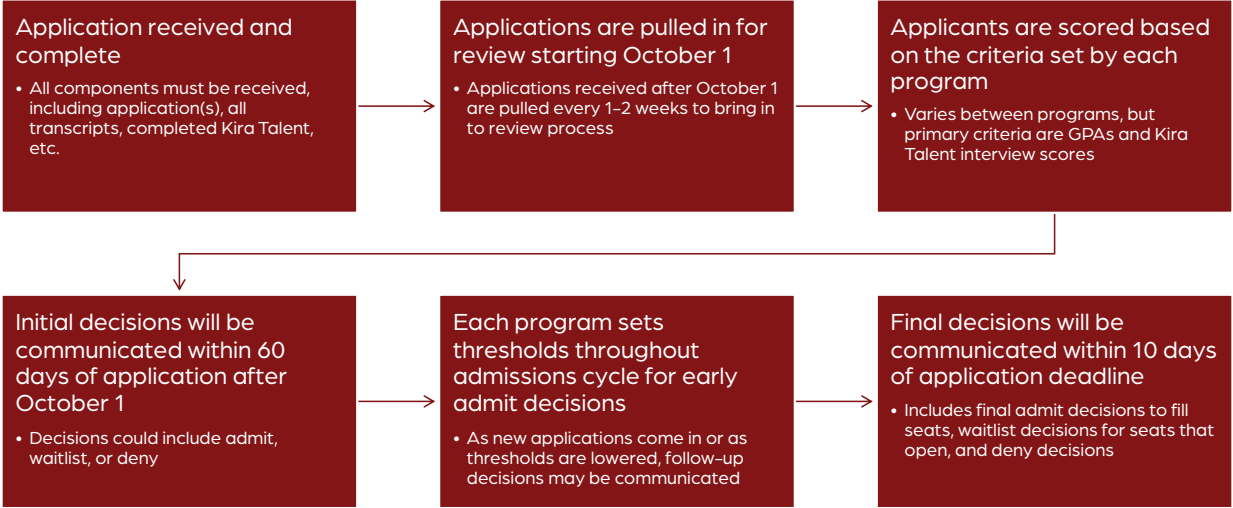 Application received and
complete
• All components must be received,
including application(s), all
transcripts, completed Kira Talent,
etc.
Applications are pulled in for
review starting October 1
• Applications received after October 1
are pulled every 1–2 weeks to bring in
to review process
Applicants are scored based
on the criteria set by each
program
• Varies between programs, but
primary criteria are GPAs and Kira
Talent interview scores
Initial decisions will be
communicated within 60
days of application after
October 1
• Decisions could include admit,
waitlist, or deny
Each program sets
thresholds throughout
admissions cycle for early
admit decisions
• As new applications come in or as
thresholds are lowered, follow-up
decisions may be communicated
Final decisions will be
communicated within 10 days
of application deadline
• Includes final admit decisions to fill
seats, waitlist decisions for seats that
open, and deny decisions